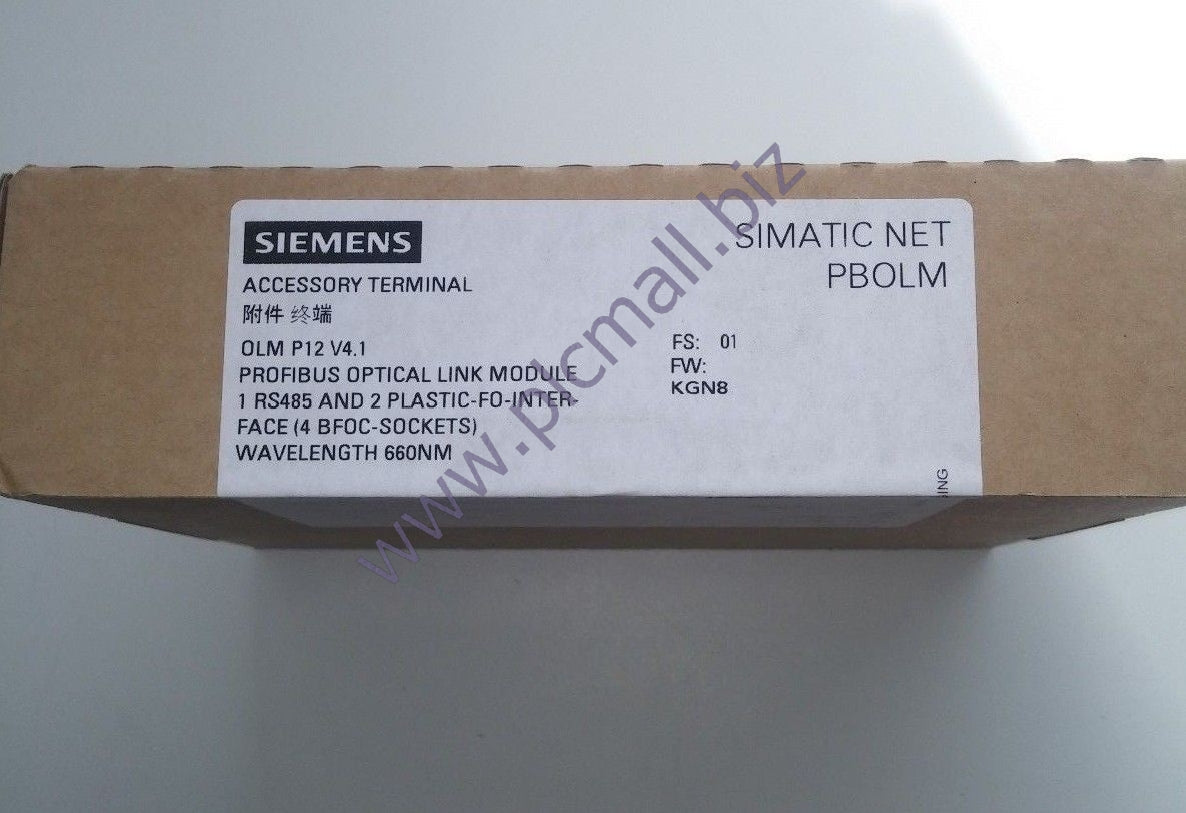 SIEMENS
SIMATIC NET
PBOLM
ACCESSORY TERMINAL
附件 终端
OLM P12 V4.1
PROFIBUS OPTICAL LINK MODULE
1 RS485 AND 2 PLASTIC-FO-INTER-
FACE (4 BFOC-SOCKETS)
WAVELENGTH 660NM
FS: 01
FW:
KGN8
www.plcmall.biz